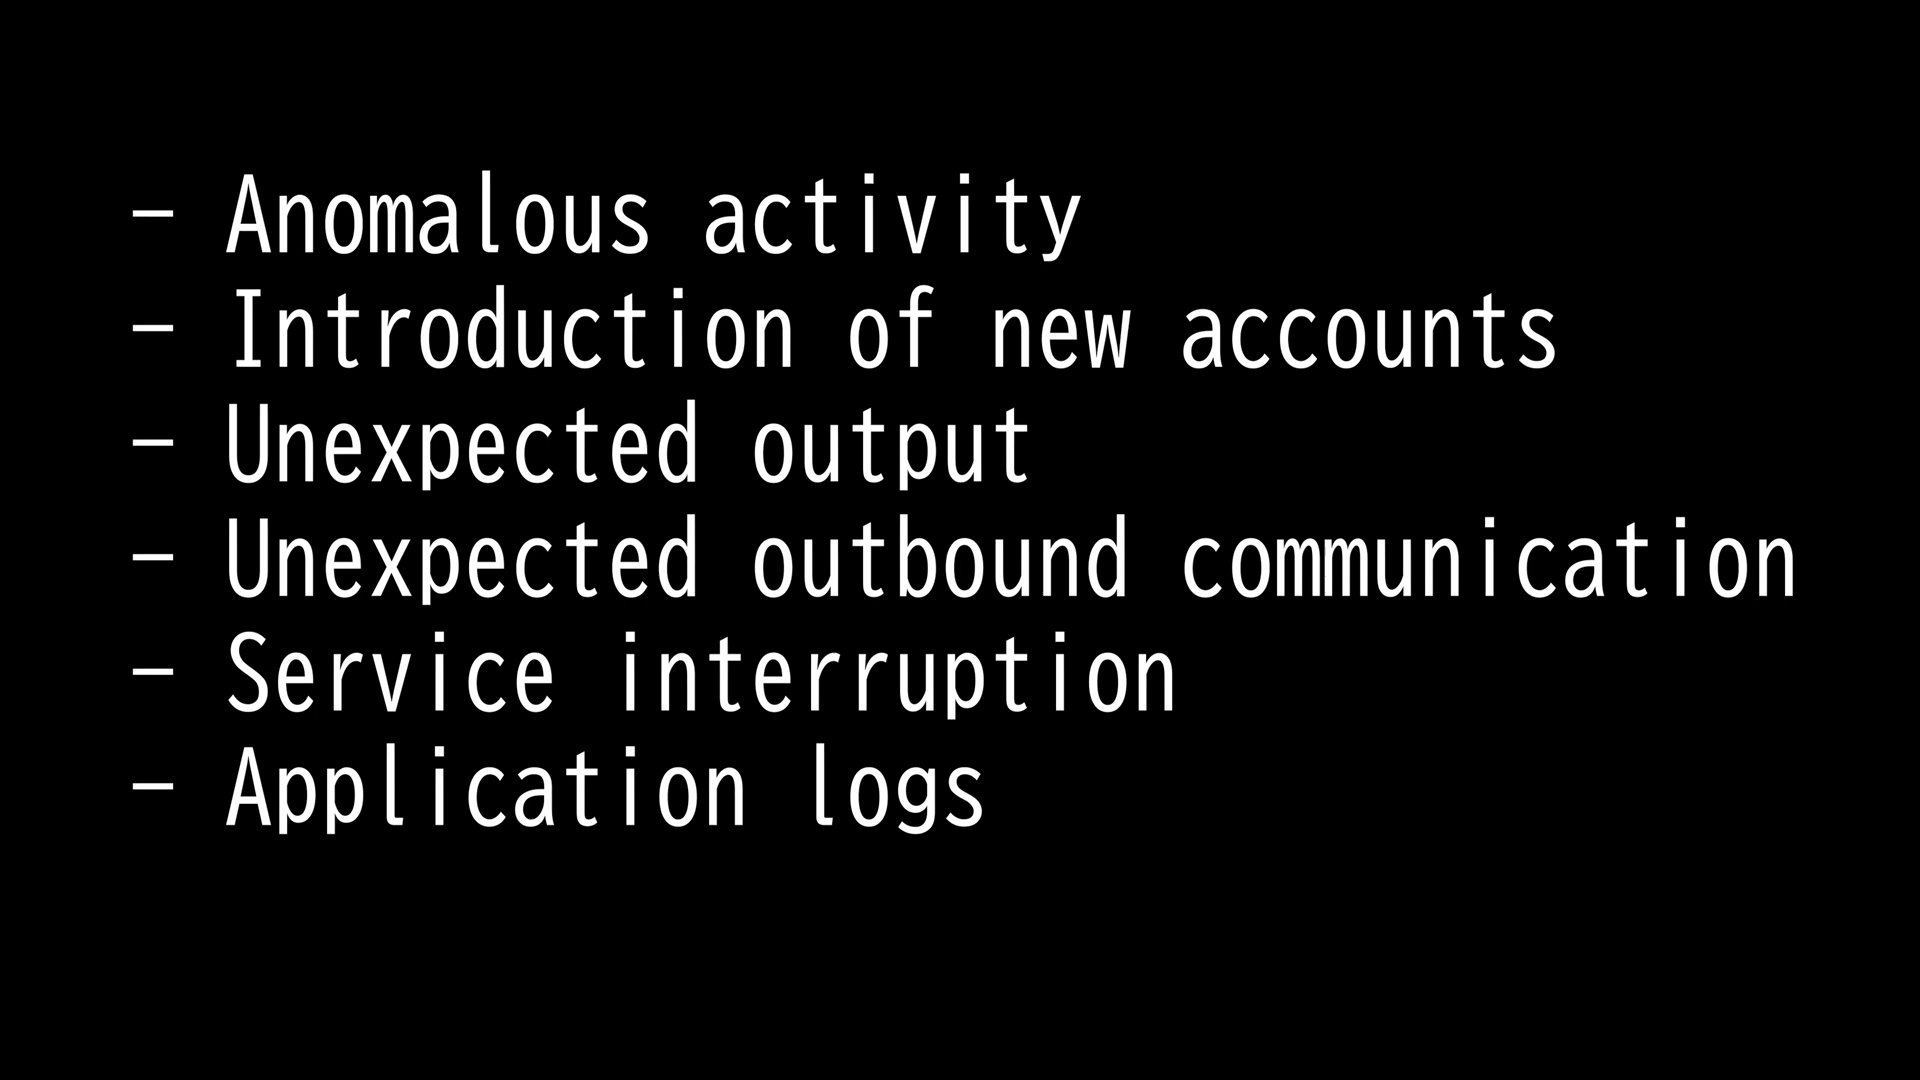 - Anomalous activity
- Introduction of new accounts
- Unexpected output
- Unexpected outbound communication
- Service interruption
- Application logs